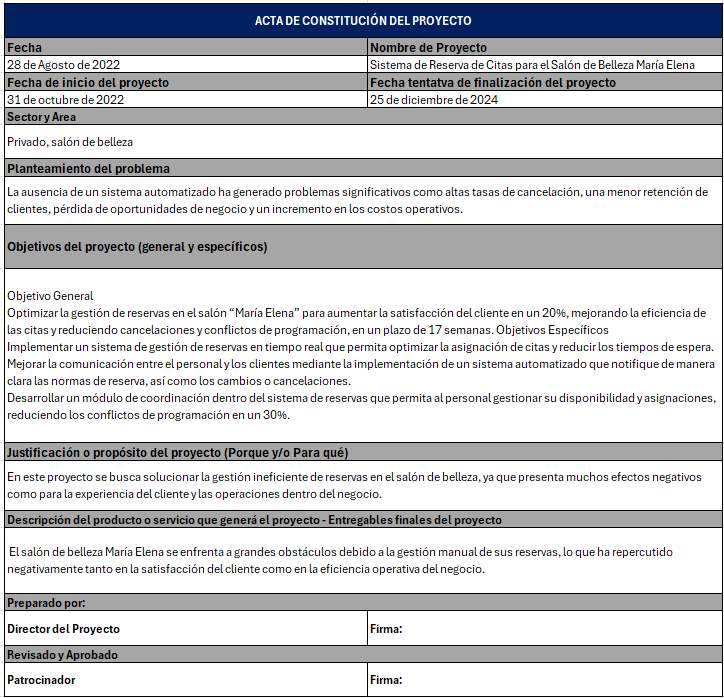 ACTA DE CONSTITUCIÓN DEL PROYECTO
Fecha
Nombre de Proyecto
28 de Agosto de 2022
Sistema de Reserva de Citas para el Salón de Belleza María Elena
Fecha de inicio del proyecto
Fecha tentatva de finalización del proyecto
31 de octubre de 2022
25 de diciembre de 2024
Sector y Area
Privado, salón de belleza
Planteamiento del problema
La ausencia de un sistema automatizado ha generado problemas significativos como altas tasas de cancelación, una menor retención de
clientes, pérdida de oportunidades de negocio y un incremento en los costos operativos.
Objetivos del proyecto (general y específicos)
Objetivo General
Optimizar la gestión de reservas en el salón “María Elena” para aumentar la satisfacción del cliente en un 20%, mejorando la eficiencia de
las citas y reduciendo cancelaciones y conflictos de programación, en un plazo de 17 semanas. Objetivos Específicos
Implementar un sistema de gestión de reservas en tiempo real que permita optimizar la asignación de citas y reducir los tiempos de espera.
Mejorar la comunicación entre el personal y los clientes mediante la implementación de un sistema automatizado que notifique de manera
clara las normas de reserva, así como los cambios o cancelaciones.
Desarrollar un módulo de coordinación dentro del sistema de reservas que permita al personal gestionar su disponibilidad y asignaciones,
reduciendo los conflictos de programación en un 30%.
Justificación o propósito del proyecto (Porque y/o Para qué)
En este proyecto se busca solucionar la gestión ineficiente de reservas en el salón de belleza, ya que presenta muchos efectos negativos
como para la experiencia del cliente y las operaciones dentro del negocio.
Descripción del producto o servicio que generá el proyecto - Entregables finales del proyecto
El salón de belleza María Elena se enfrenta a grandes obstáculos debido a la gestión manual de sus reservas, lo que ha repercutido
negativamente tanto en la satisfacción del cliente como en la eficiencia operativa del negocio.
Preparado por:
Director del Proyecto
Firma:
Revisado y Aprobado
Patrocinador
Firma: